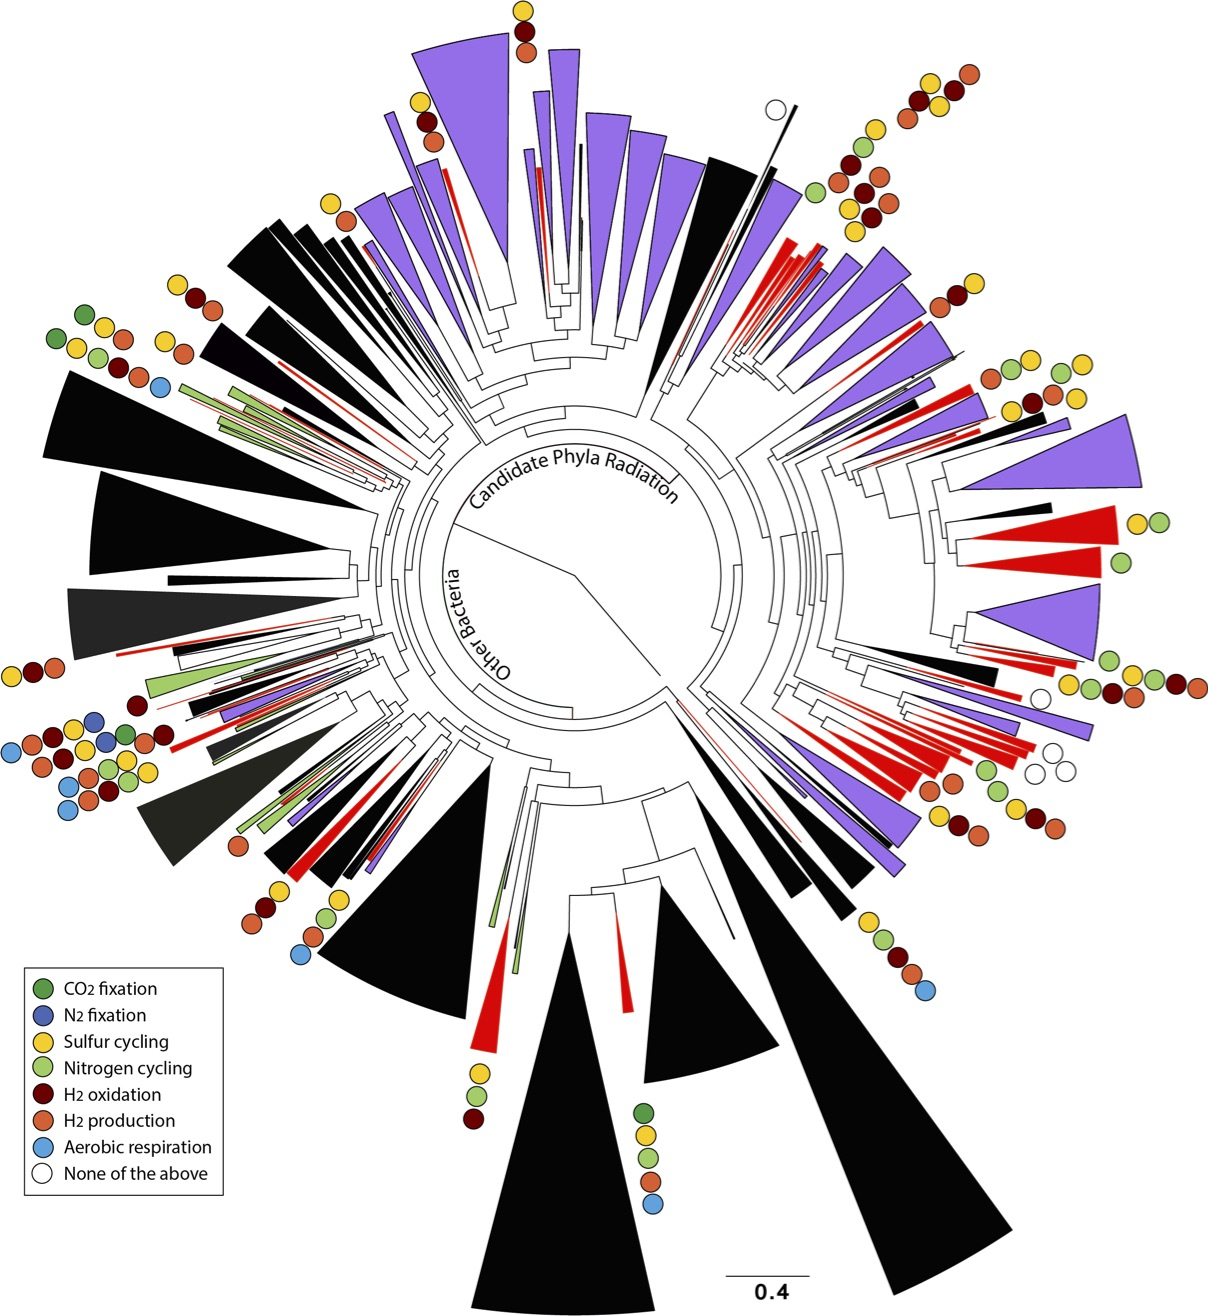 Candidate Phyla Radiation
Other Bacteria
CO2 fixation
N2 fixation
Sulfur cycling
Nitrogen cycling
H2 oxidation
H2 production
Aerobic respiration
None of the above
0.4